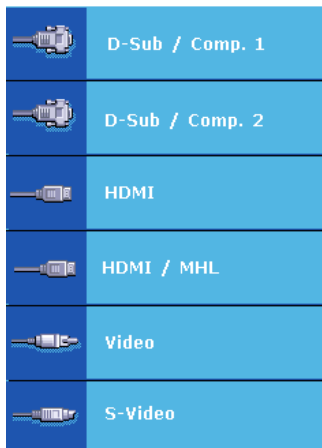 D-Sub / Comp. 1
D-Sub / Comp. 2
HDMI
HDMI / MHL
Video
S-Video